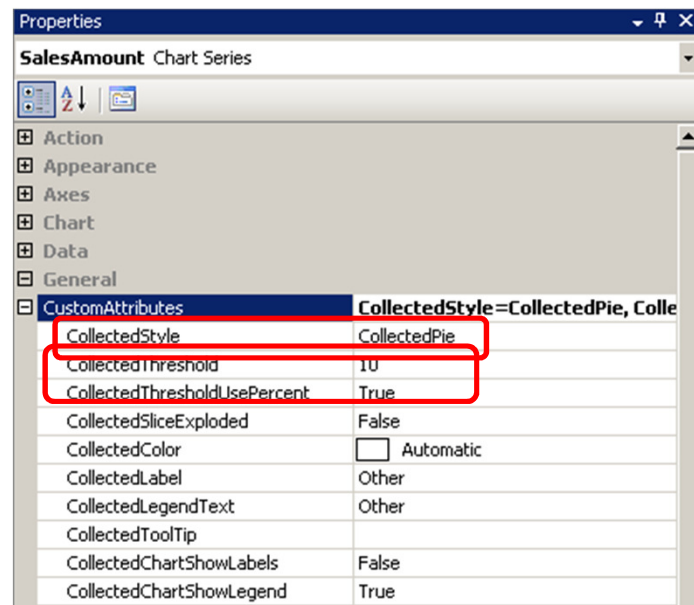 Properties
SalesAmount Chart Series
A
Z
Action
Appearance
Axes
Chart
Data
General
CustomAttributes CollectedStyle=CollectedPie, Colle
CollectedStyle CollectedPie
CollectedThreshold 10
CollectedThresholdUsePercent True
CollectedSliceExploded False
CollectedColor Automatic
CollectedLabel Other
CollectedLegendText Other
CollectedToolTip
CollectedChartShowLabels False
CollectedChartShowLegend True